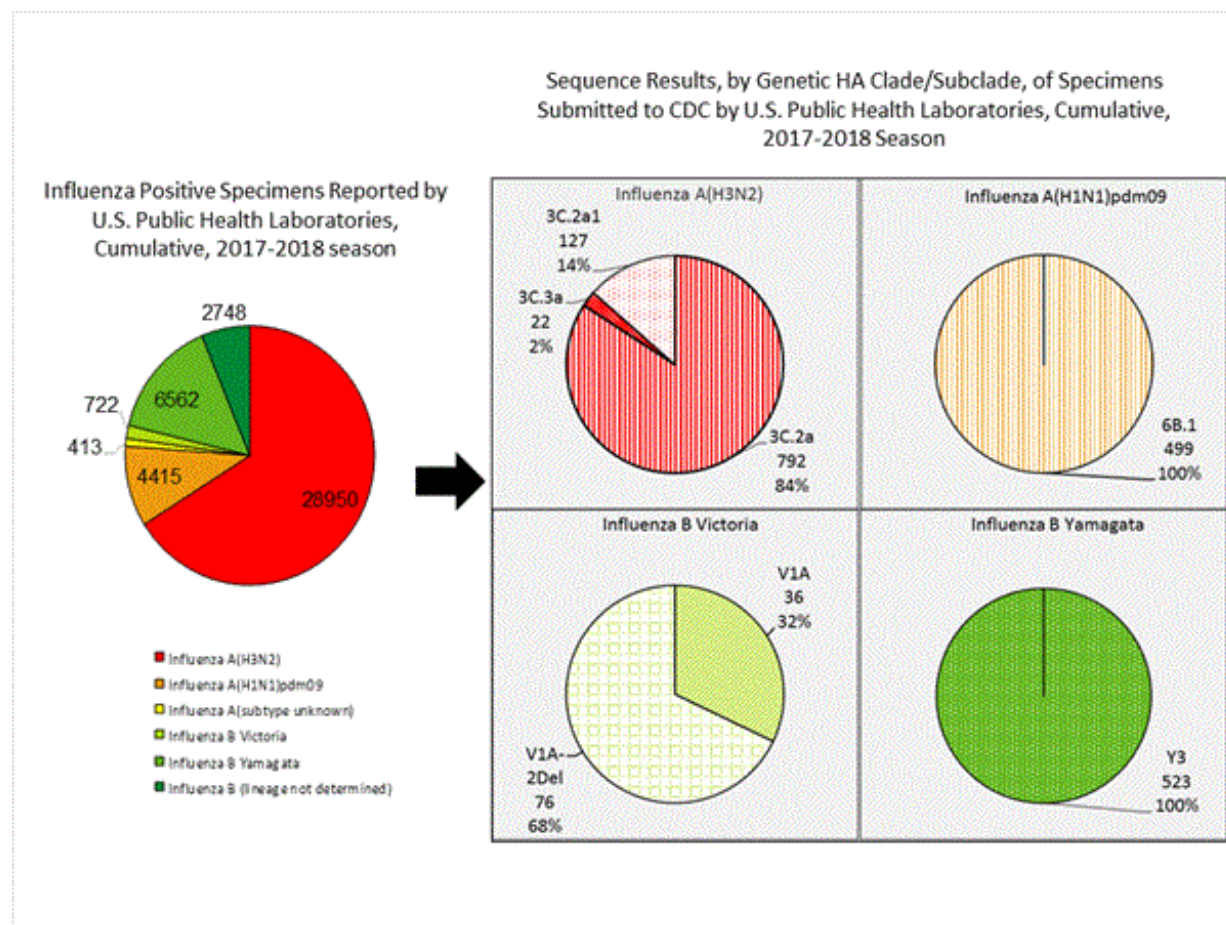 Sequence Results, by Genetic HA Clade/Subclade, of Specimens
Submitted to CDC by U.S. Public Health Laboratories, Cumulative,
2017-2018 Season
Influenza Positive Specimens Reported by
U.S. Public Health Laboratories,
Cumulative, 2017-2018 season
2748
6562
722
413
4415
28950
Influenza A(H3N2)
Influenza A(H1N1)pdm09
Influenza A(subtype unknown)
Influenza B Victoria
Influenza B Yamagata
Influenza B (lineage not determined)
Influenza A(H3N2)
3C.2a1
127
14%
3C.3a
22
2%
3C.2a
792
84%
Influenza A(H1N1)pdm09
6B.1
499
100%
Influenza B Victoria
V1A
36
32%
V1A-
2Del
76
68%
Influenza B Yamagata
Y3
523
100%